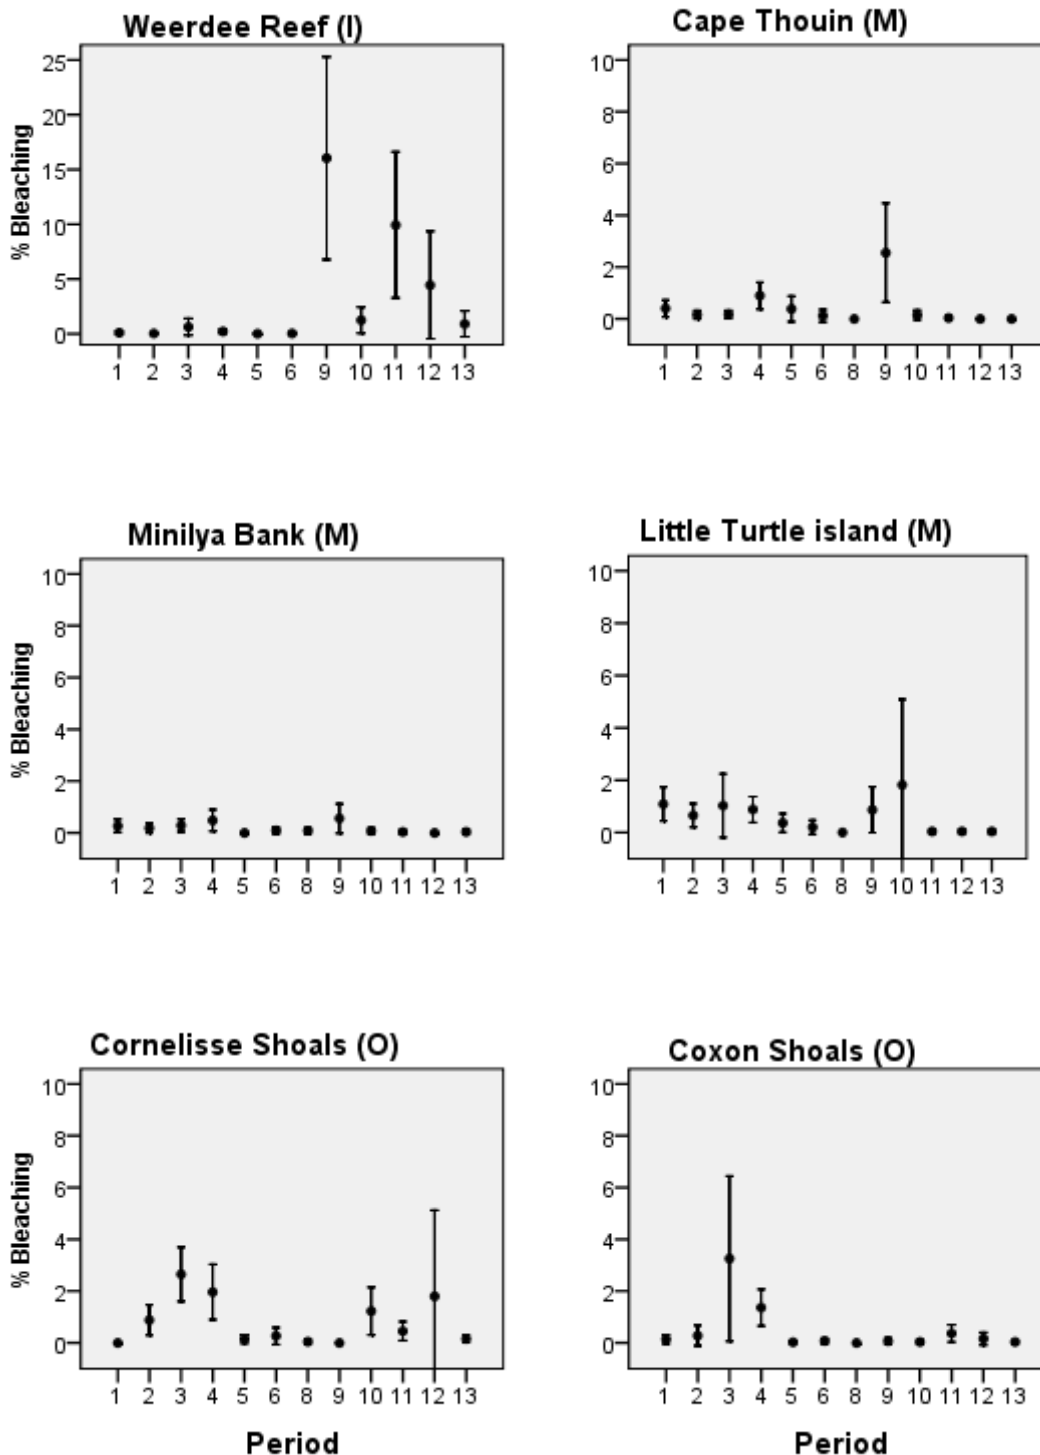 Weerdee Reef (I)
% Bleaching
25
20
15
10
5
0
1 2 3 4 5 6 9 10 11 12 13
Cape Thouin (M)
10
8
6
4
2
0
1 2 3 4 5 6 8 9 10 11 12 13
Minilya Bank (M)
% Bleaching
10
8
6
4
2
0
1 2 3 4 5 6 8 9 10 11 12 13
Little Turtle island (M)
10
8
6
4
2
0
1 2 3 4 5 6 8 9 10 11 12 13
Cornelisse Shoals (O)
% Bleaching
10
8
6
4
2
0
1 2 3 4 5 6 8 9 10 11 12 13
Period
Coxon Shoals (O)
10
8
6
4
2
0
1 2 3 4 5 6 8 9 10 11 12 13
Period